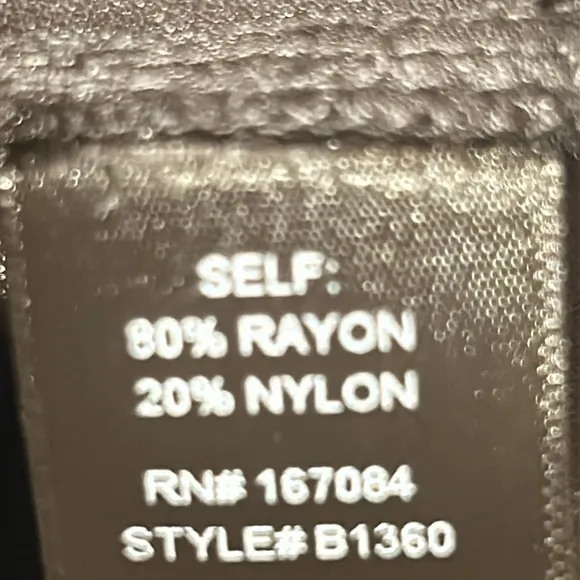 SELF:
80% RAYON
20% NYLON
RN# 167084
STYLE# B1360